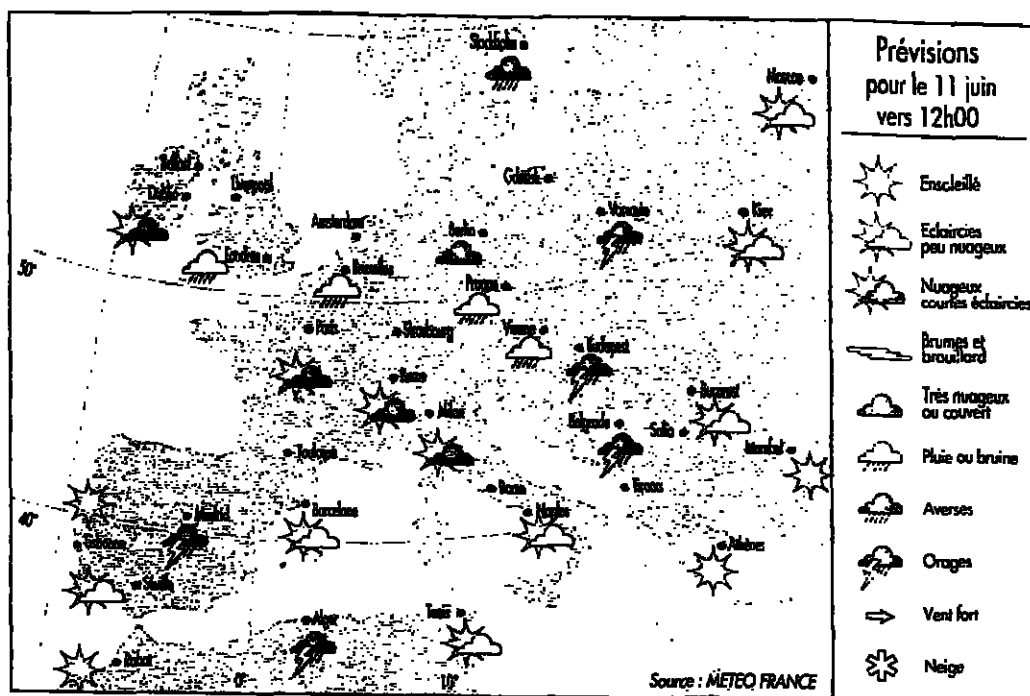 Stockholm
Moscou
Belfast
Dublin
Liverpool
Gdansk
Amsterdam
Berlin
Varsovie
Kiev
50°
Londres
Bruxelles
Prague
Paris
Strasbourg
Vienne
Budapest
Berne
Milan
Bucarest
Belgrade
Sofia
Istanbul
Toulouse
Rome
Barcelone
Naples
40°
Madrid
Athènes
Séville
Alger
Tunis
Rabat
0°
10°
Source : METEO FRANCE
Prévisions
pour le 11 juin
vers 12h00
Ensoleillé
Eclaircies
peu nuageux
Nuageux
courtes éclaircies
Brumes et
brouillard
Très nuageux
ou couvert
Pluie ou bruine
Averses
Orages
Vent fort
Neige